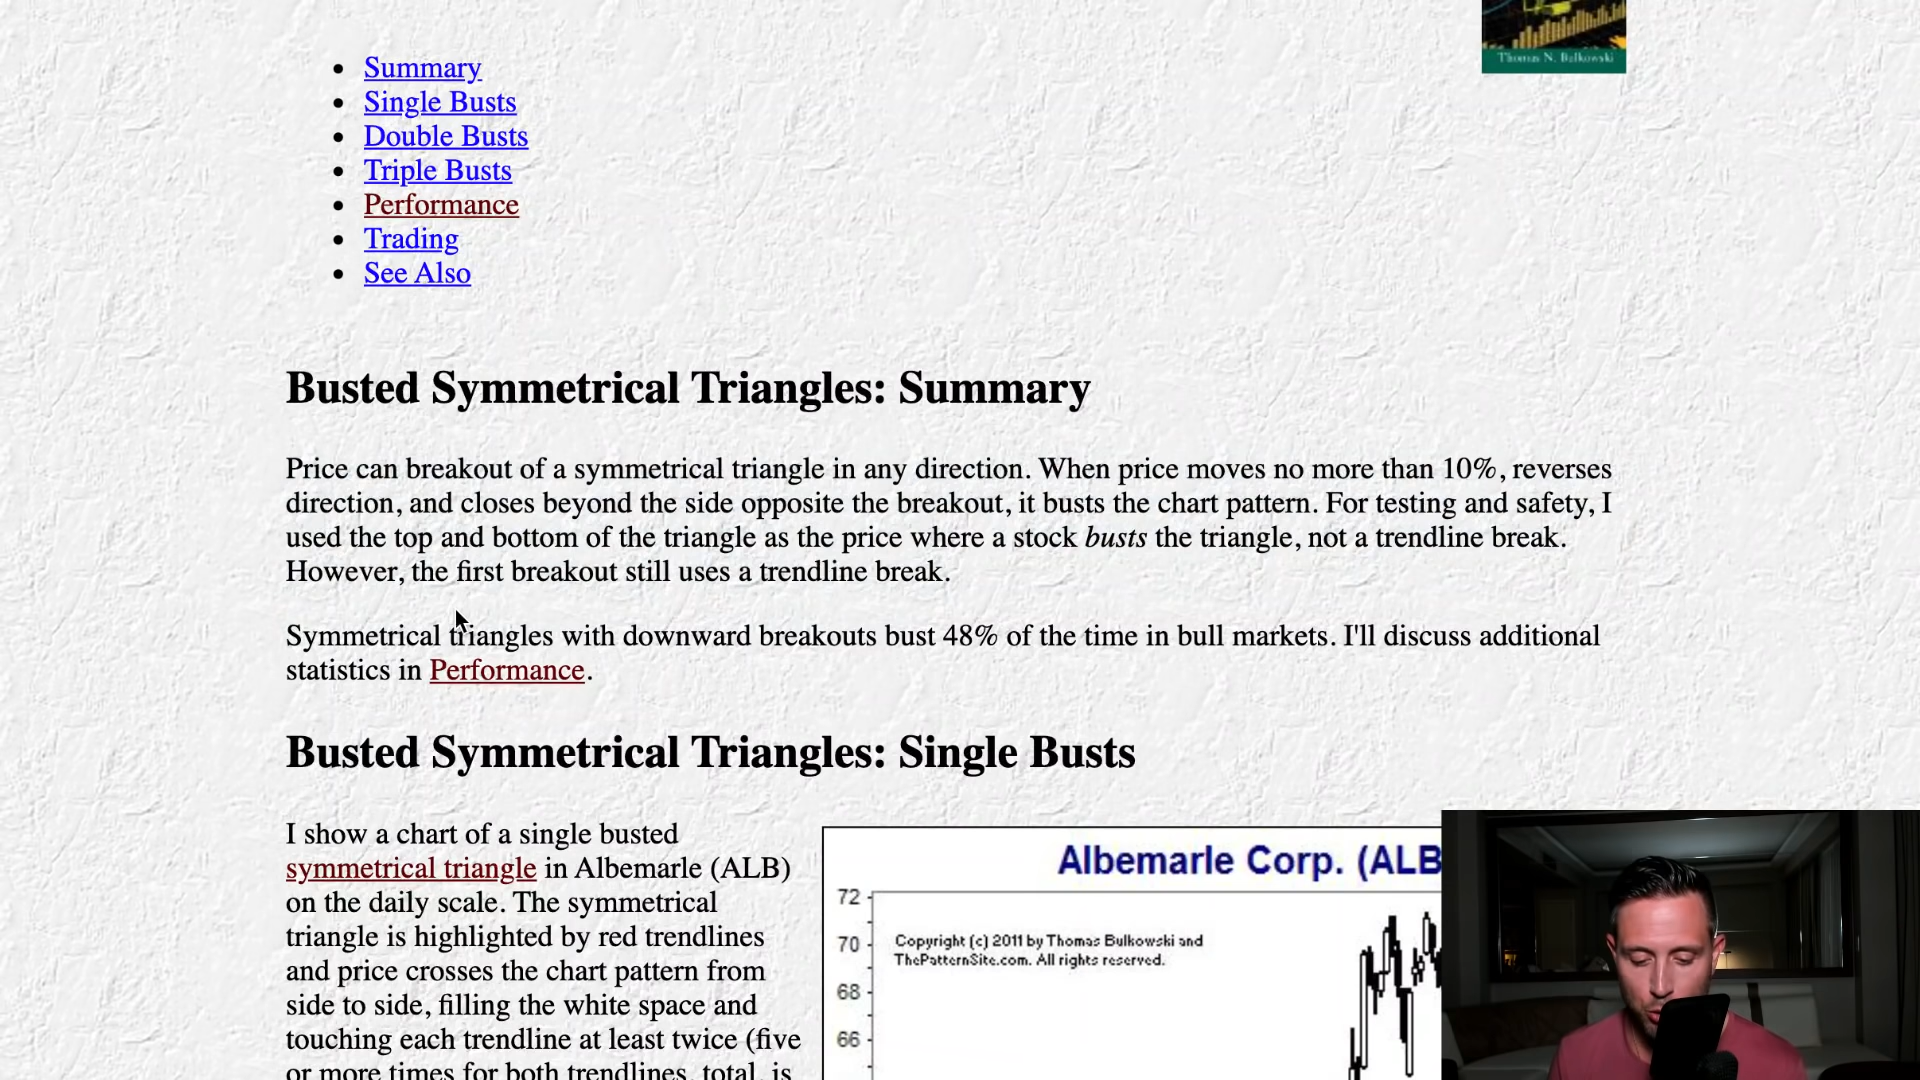 Thomas N. Bulkowski
Summary
Single Busts
Double Busts
Triple Busts
Performance
Trading
See Also
Busted Symmetrical Triangles: Summary
Price can breakout of a symmetrical triangle in any direction. When price moves no more than 10%, reverses
direction, and closes beyond the side opposite the breakout, it busts the chart pattern. For testing and safety, I
used the top and bottom of the triangle as the price where a stock busts the triangle, not a trendline break.
However, the first breakout still uses a trendline break.
Symmetrical triangles with downward breakouts bust 48% of the time in bull markets. I'll discuss additional
statistics in Performance.
Busted Symmetrical Triangles: Single Busts
I show a chart of a single busted
symmetrical triangle in Albemarle (ALB)
on the daily scale. The symmetrical
triangle is highlighted by red trendlines
and price crosses the chart pattern from
side to side, filling the white space and
touching each trendline at least twice (five
or more times for both trendlines, total, is
Albemarle Corp. (ALB
72
Copyright (c) 2011 by Thomas Bulkowski and
70
ThePatternSite.com. All rights reserved.
68
66